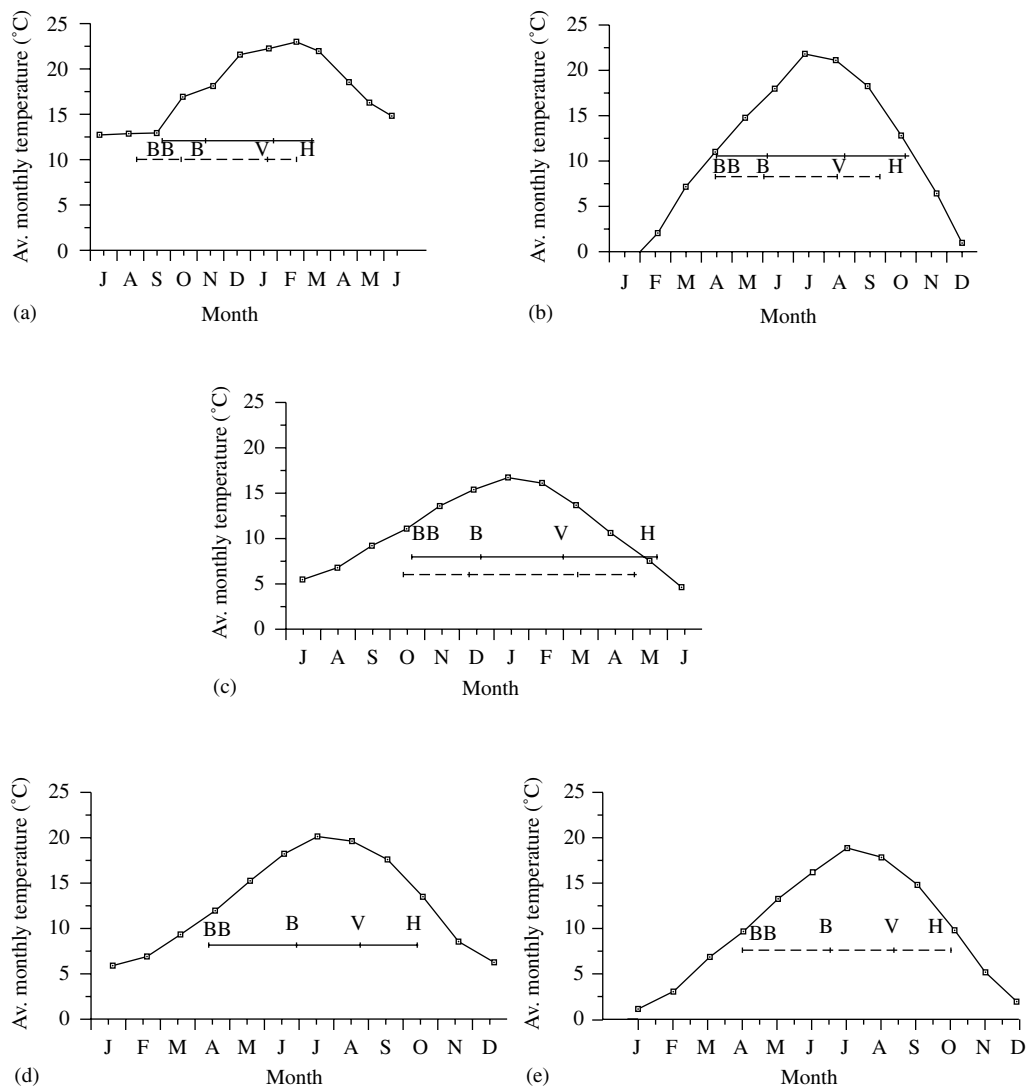 Av. monthly temperature (˚C)
25
20
15
10
5
0
BB B V H
J A S O N D J F M A M J
Month
(a)
Av. monthly temperature (˚C)
25
20
15
10
5
0
BB B V H
J F M A M J J A S O N D
Month
(b)
Av. monthly temperature (˚C)
25
20
15
10
5
0
BB B V H
J A S O N D J F M A M J
Month
(c)
Av. monthly temperature (˚C)
25
20
15
10
5
0
BB B V H
J F M A M J J A S O N D
Month
(d)
Av. monthly temperature (˚C)
25
20
15
10
5
0
BB B V H
J F M A M J J A S O N D
Month
(e)